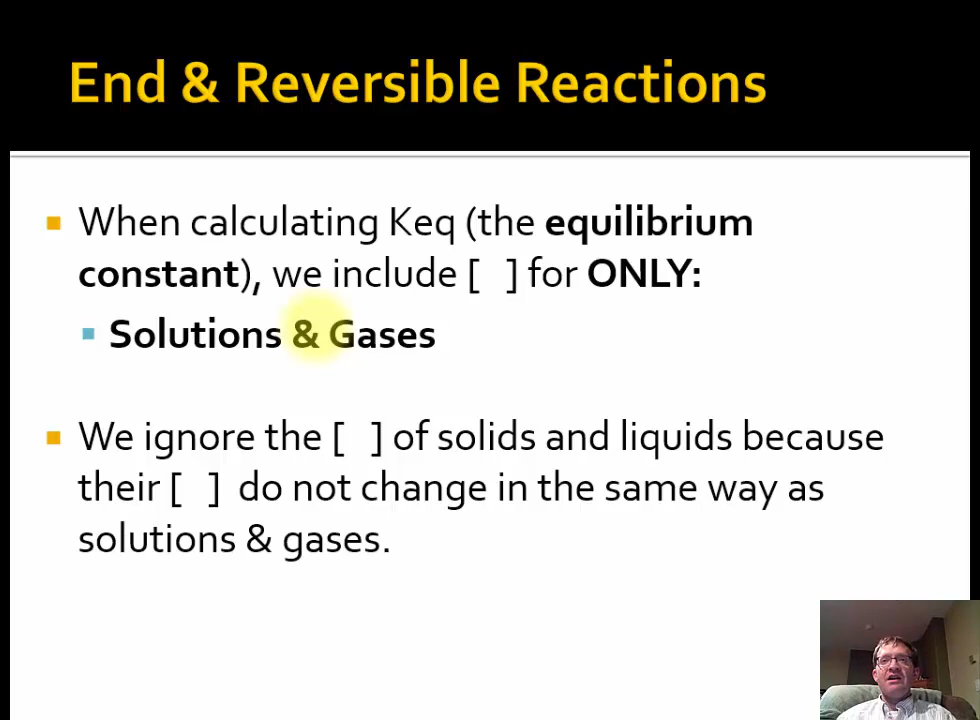 End & Reversible Reactions
When calculating Keq (the equilibrium
constant), we include [ ] for ONLY:
Solutions & Gases
We ignore the [ ] of solids and liquids because
their [ ] do not change in the same way as
solutions & gases.